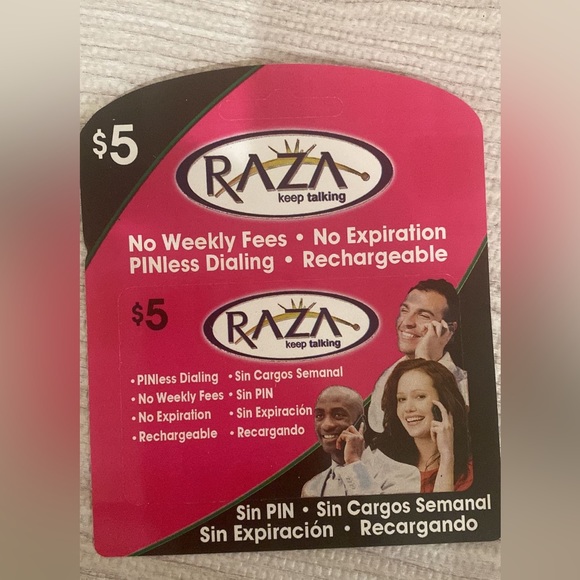 $5
RAZA
keep talking
No Weekly Fees • No Expiration
PINless Dialing • Rechargeable
$5
RAZA
keep talking
• PINless Dialing • Sin Cargos Semanal
• No Weekly Fees • Sin PIN
• No Expiration • Sin Expiración
• Rechargeable • Recargando
Sin PIN • Sin Cargos Semanal
Sin Expiración • Recargando